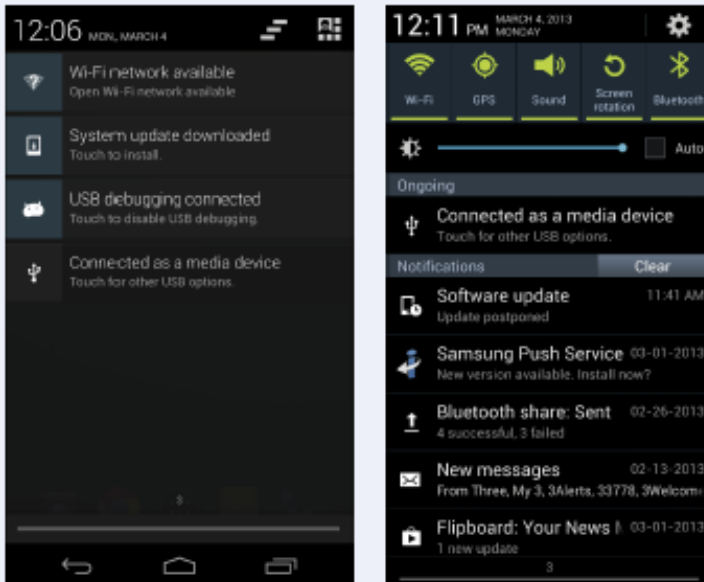 12:06 MON, MARCH 4
Wi-Fi network available
Open Wi-Fi network available
System update downloaded
Touch to install.
USB debugging connected
Touch to disable USB debugging.
Connected as a media device
Touch for other USB options.
3
12:11 PM MARCH 4, 2013
MONDAY
Wi-Fi GPS Sound Screen rotation Bluetooth
Auto
Ongoing
Connected as a media device
Touch for other USB options.
Notifications Clear
Software update 11:41 AM
Update postponed
Samsung Push Service 03-01-2013
New version available. Install now?
Bluetooth share: Sent 02-26-2013
4 successful, 3 failed
New messages 02-13-2013
From Three, My 3, 3Alerts, 33778, 3Welcom
Flipboard: Your News 03-01-2013
1 new update
3